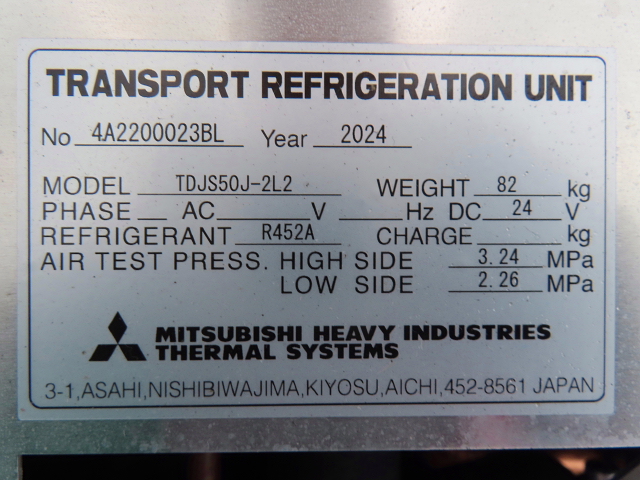 TRANSPORT REFRIGERATION UNIT
No 4A2200023BL Year 2024
MODEL TDJS50J-2L2 WEIGHT 82 kg
PHASE AC V Hz DC 24 V
REFRIGERANT R452A CHARGE kg
AIR TEST PRESS. HIGH SIDE 3.24 MPa
LOW SIDE 2.26 MPa
MITSUBISHI HEAVY INDUSTRIES
THERMAL SYSTEMS
3-1,ASAHI,NISHIBIWAJIMA,KIYOSU,AICHI,452-8561 JAPAN